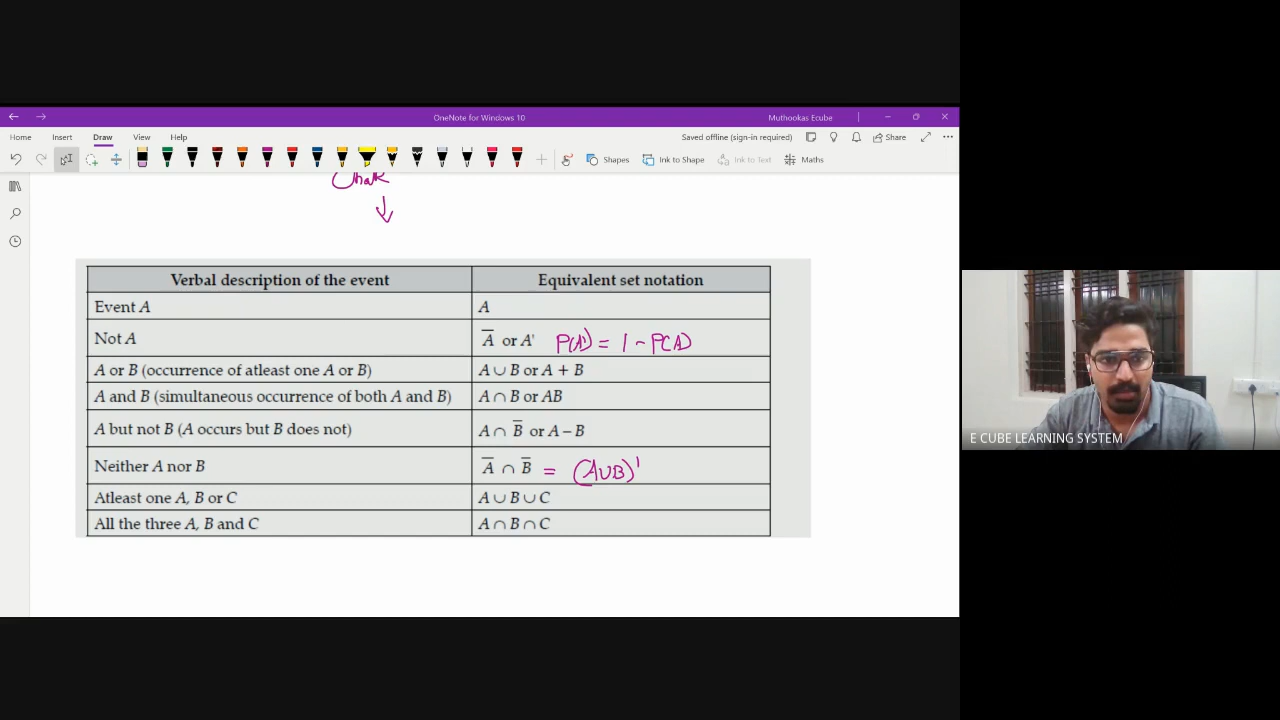 OneNote for Windows 10
Muthookas Ecube
Home Insert Draw View Help
Saved offline (sign-in required) Share
Shapes Ink to Shape Ink to Text Maths
Chalk
Verbal description of the event Equivalent set notation
Event A A
Not A A̅ or A' P(A') = 1 - P(A)
A or B (occurrence of atleast one A or B) A ∪ B or A + B
A and B (simultaneous occurrence of both A and B) A ∩ B or AB
A but not B (A occurs but B does not) A ∩ B̅ or A – B
Neither A nor B A̅ ∩ B̅ = (A∪B)'
Atleast one A, B or C A ∪ B ∪ C
All the three A, B and C A ∩ B ∩ C
E CUBE LEARNING SYSTEM